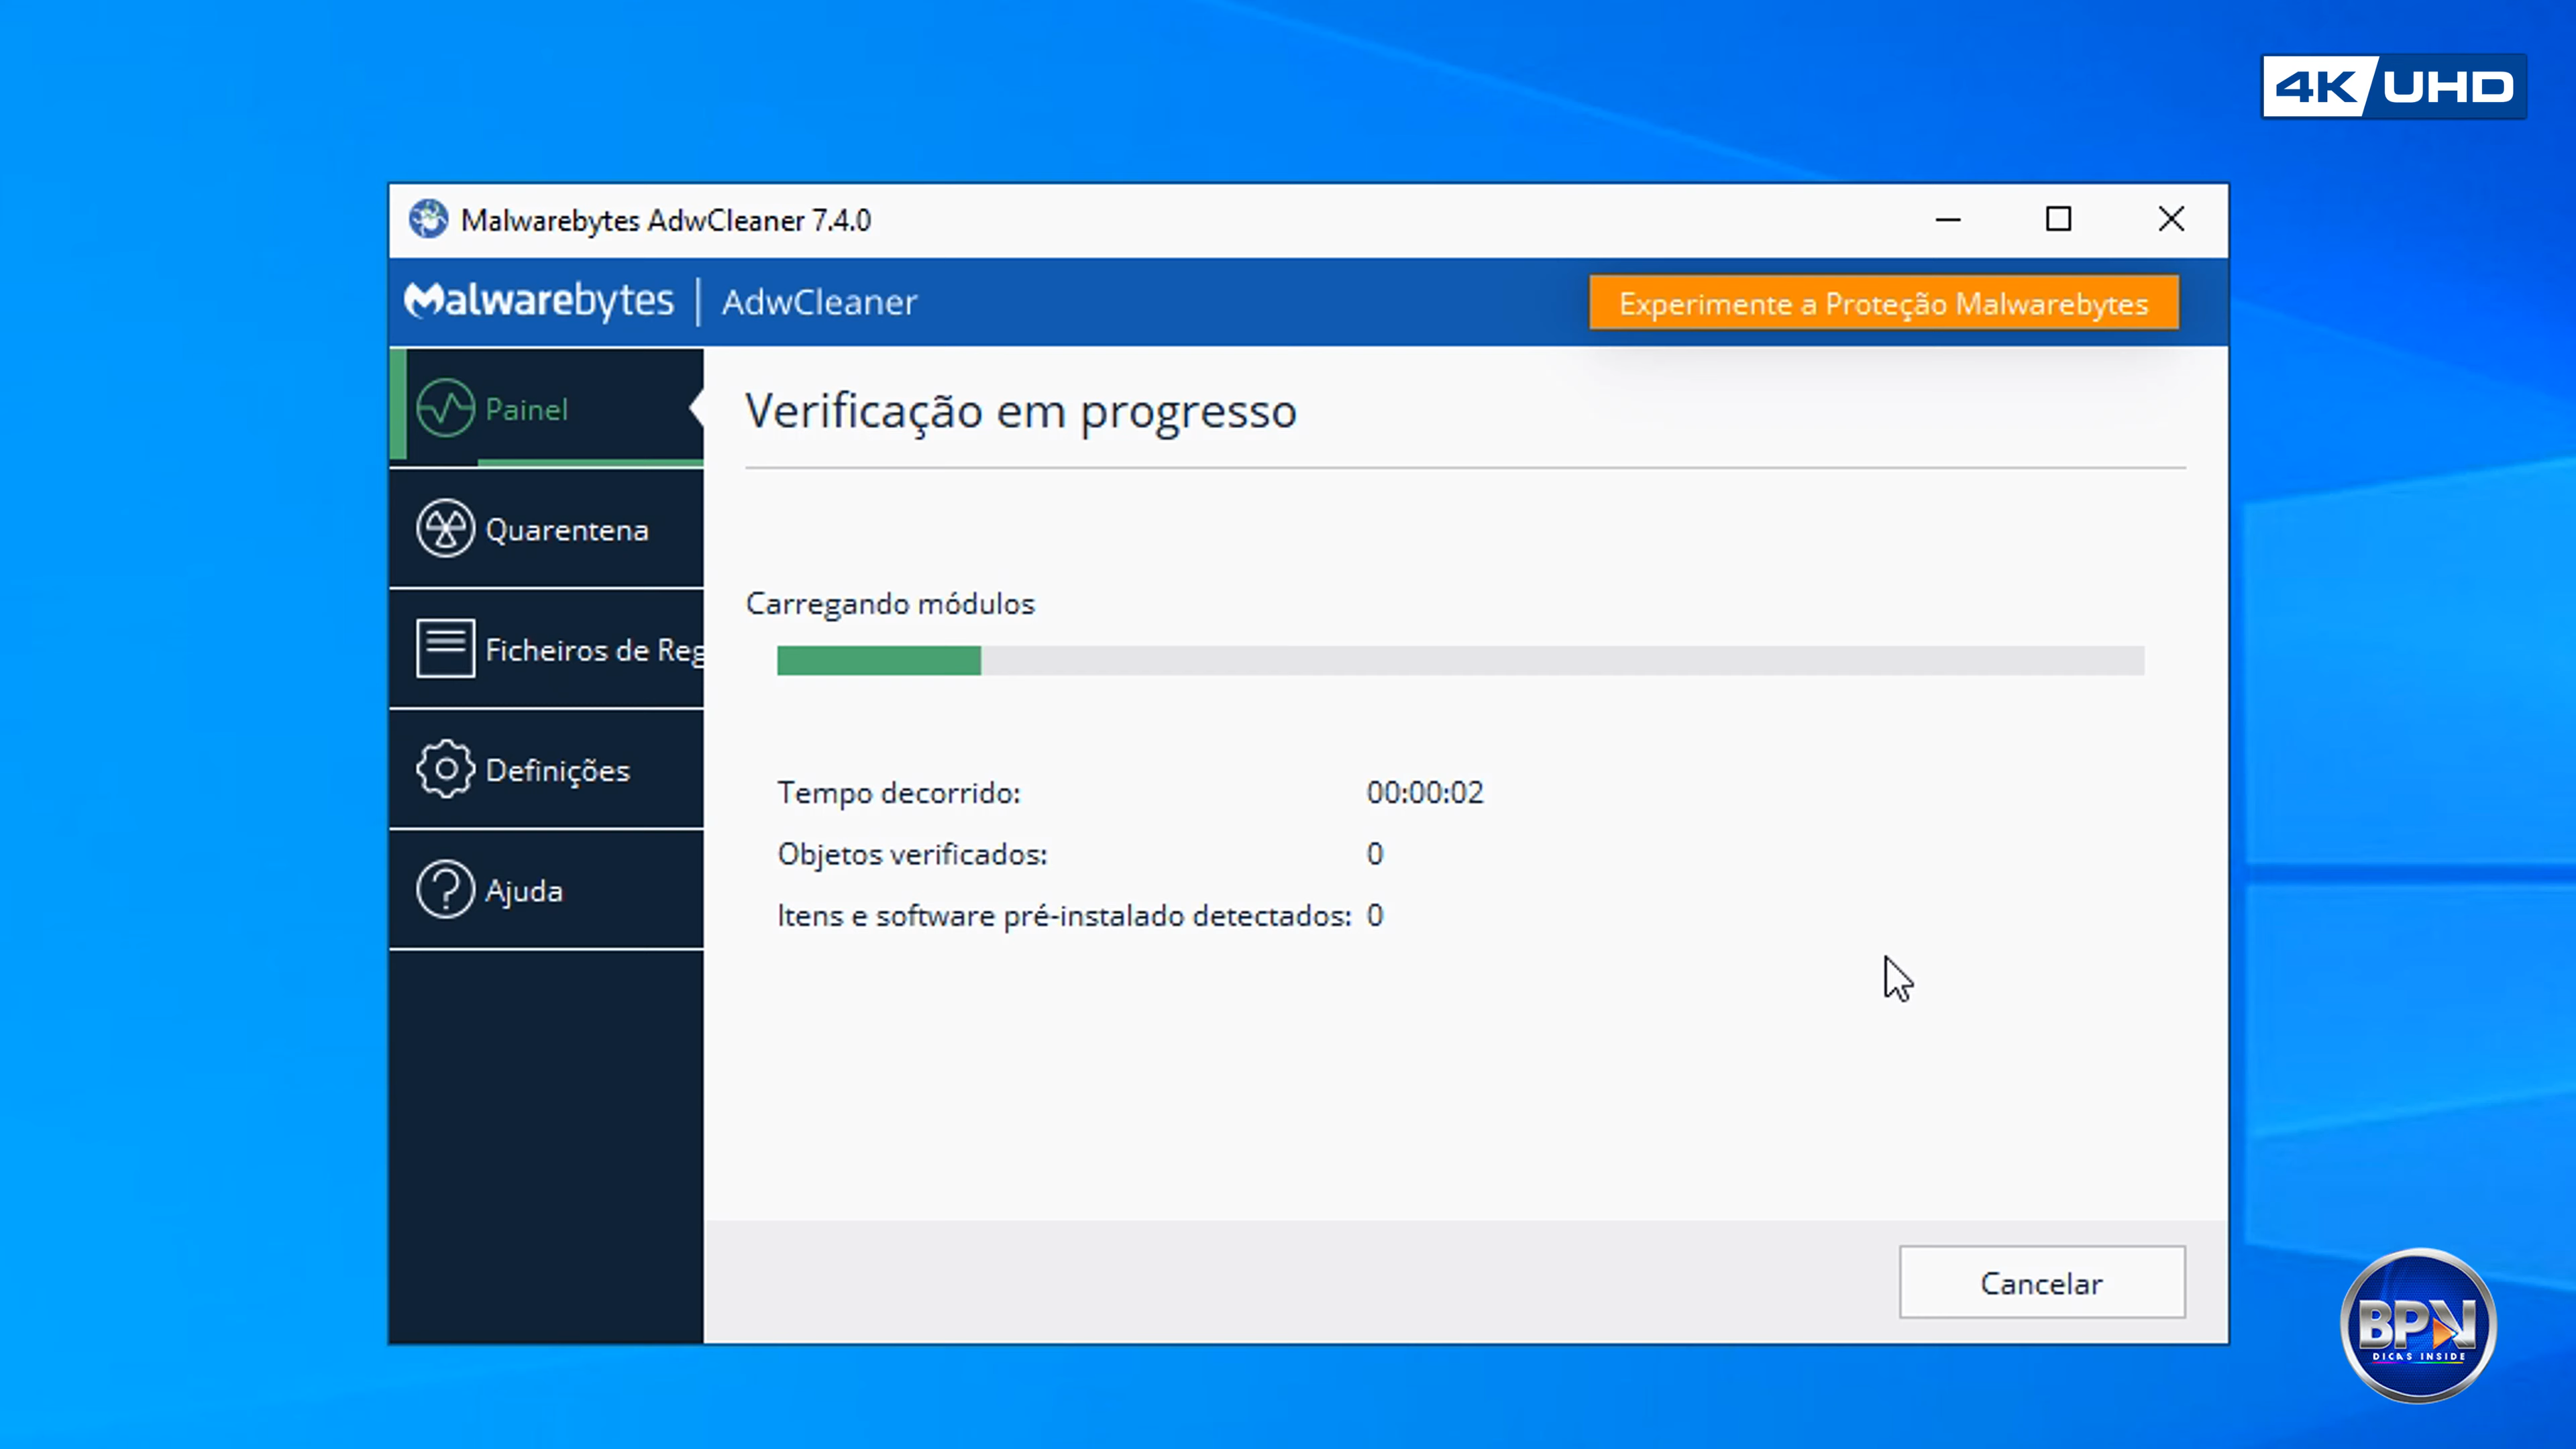 4K UHD
Malwarebytes AdwCleaner 7.4.0
Malwarebytes | AdwCleaner
Experimente a Proteção Malwarebytes
Painel
Verificação em progresso
Quarentena
Carregando módulos
Ficheiros de Reg
Definições
Tempo decorrido: 00:00:02
Objetos verificados: 0
Ajuda
Itens e software pré-instalado detectados: 0
Cancelar
BPN
DICAS INSIDE